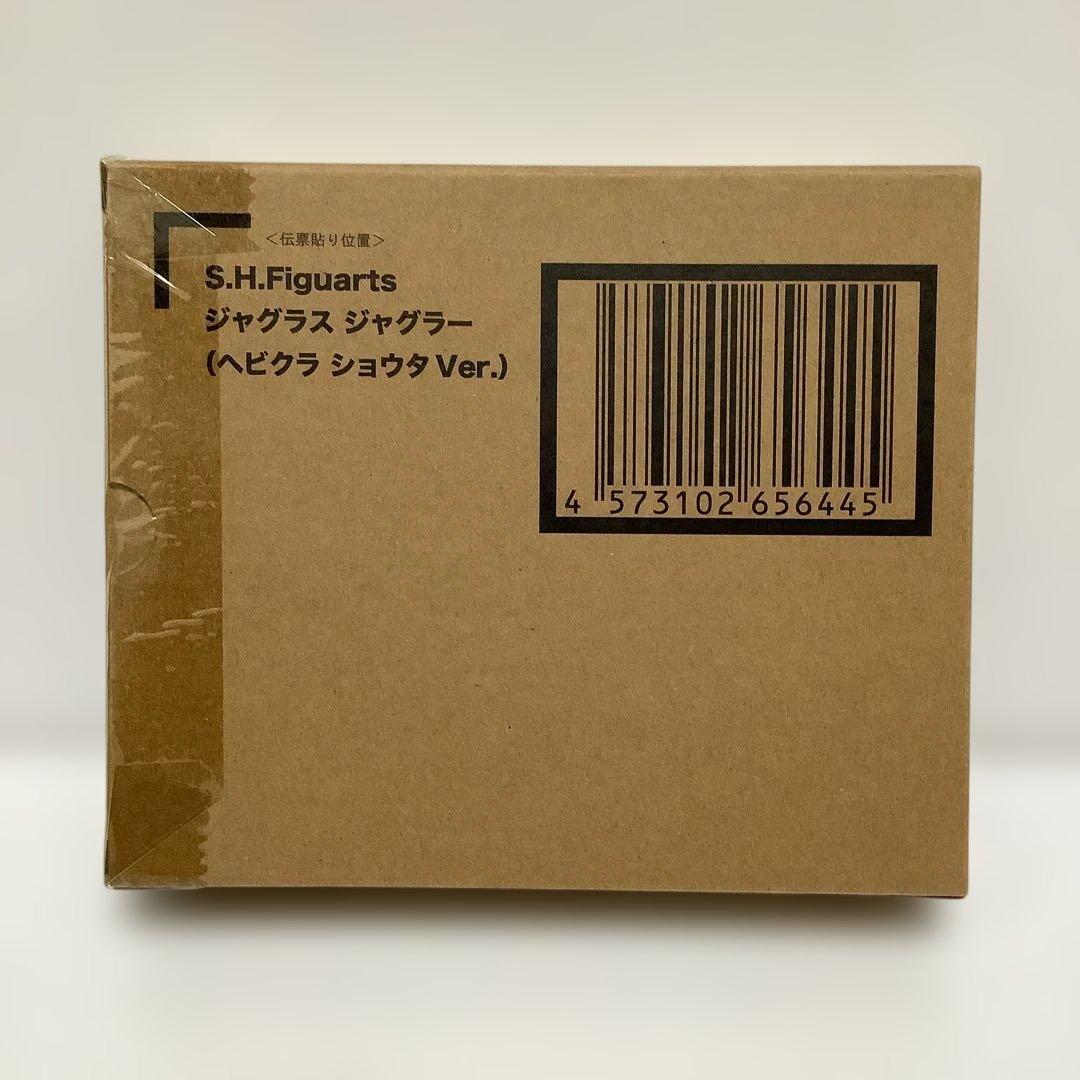 ＜伝票貼り位置＞
S.H.Figuarts
ジャグラス ジャグラー
(ヘビクラ ショウタ Ver.)
4 573102 656445